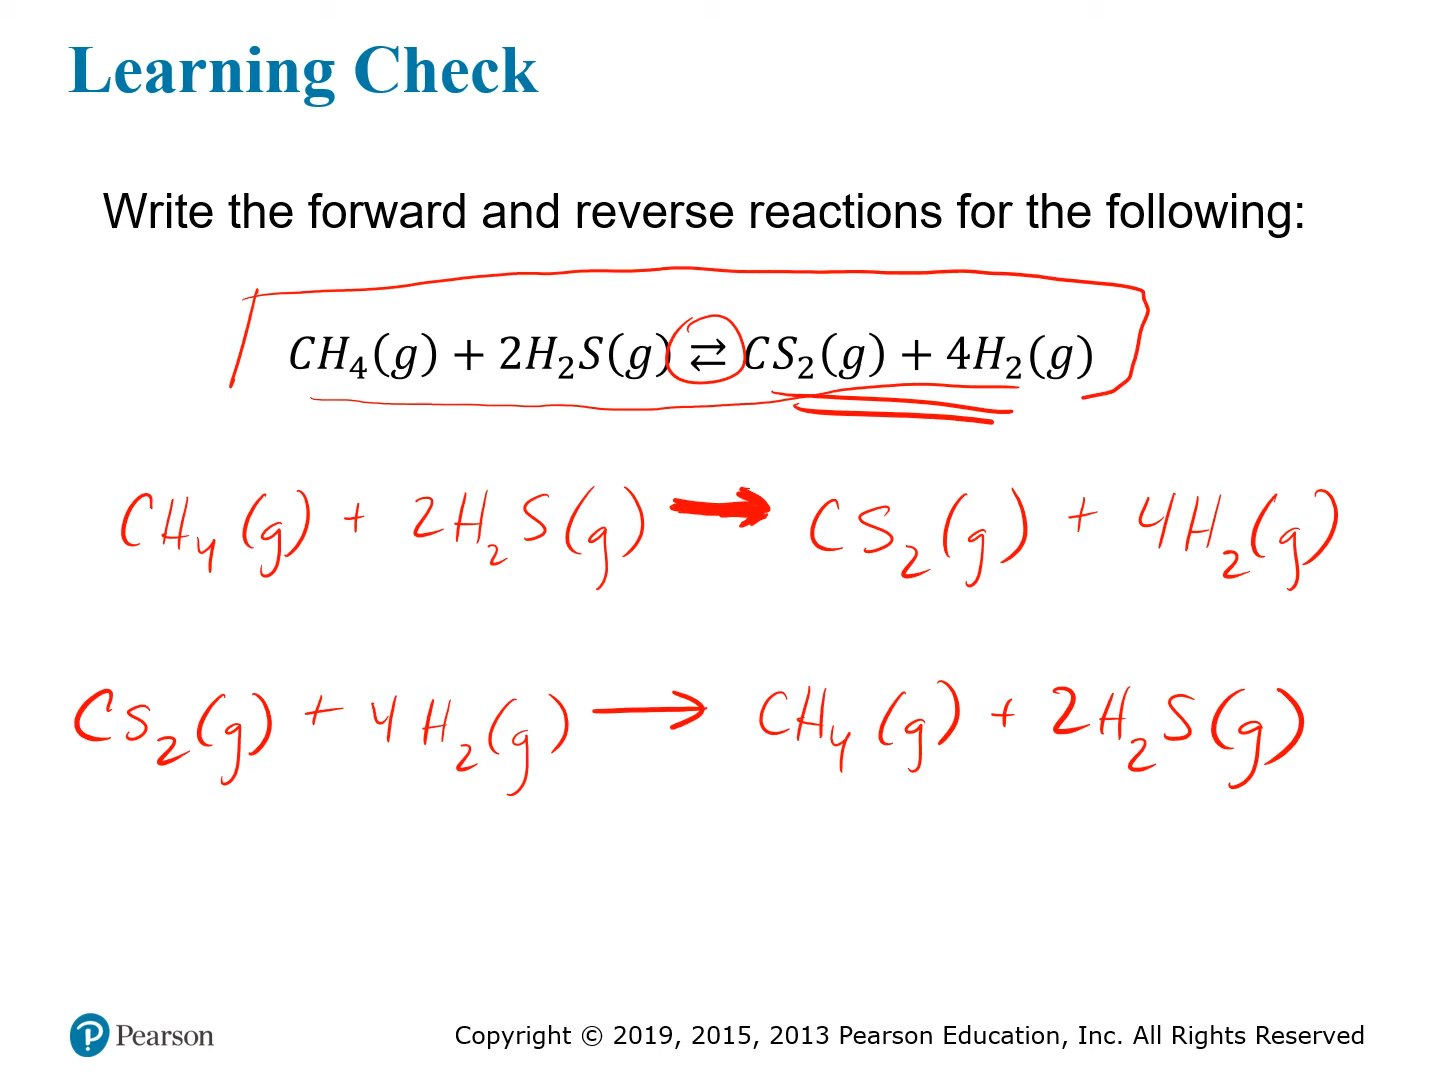 Learning Check
Write the forward and reverse reactions for the following:
CH₄(g) + 2H₂S(g) ⇄ CS₂(g) + 4H₂(g)
CH₄(g) + 2H₂S(g) → CS₂(g) + 4H₂(g)
CS₂(g) + 4H₂(g) → CH₄(g) + 2H₂S(g)
Pearson
Copyright © 2019, 2015, 2013 Pearson Education, Inc. All Rights Reserved